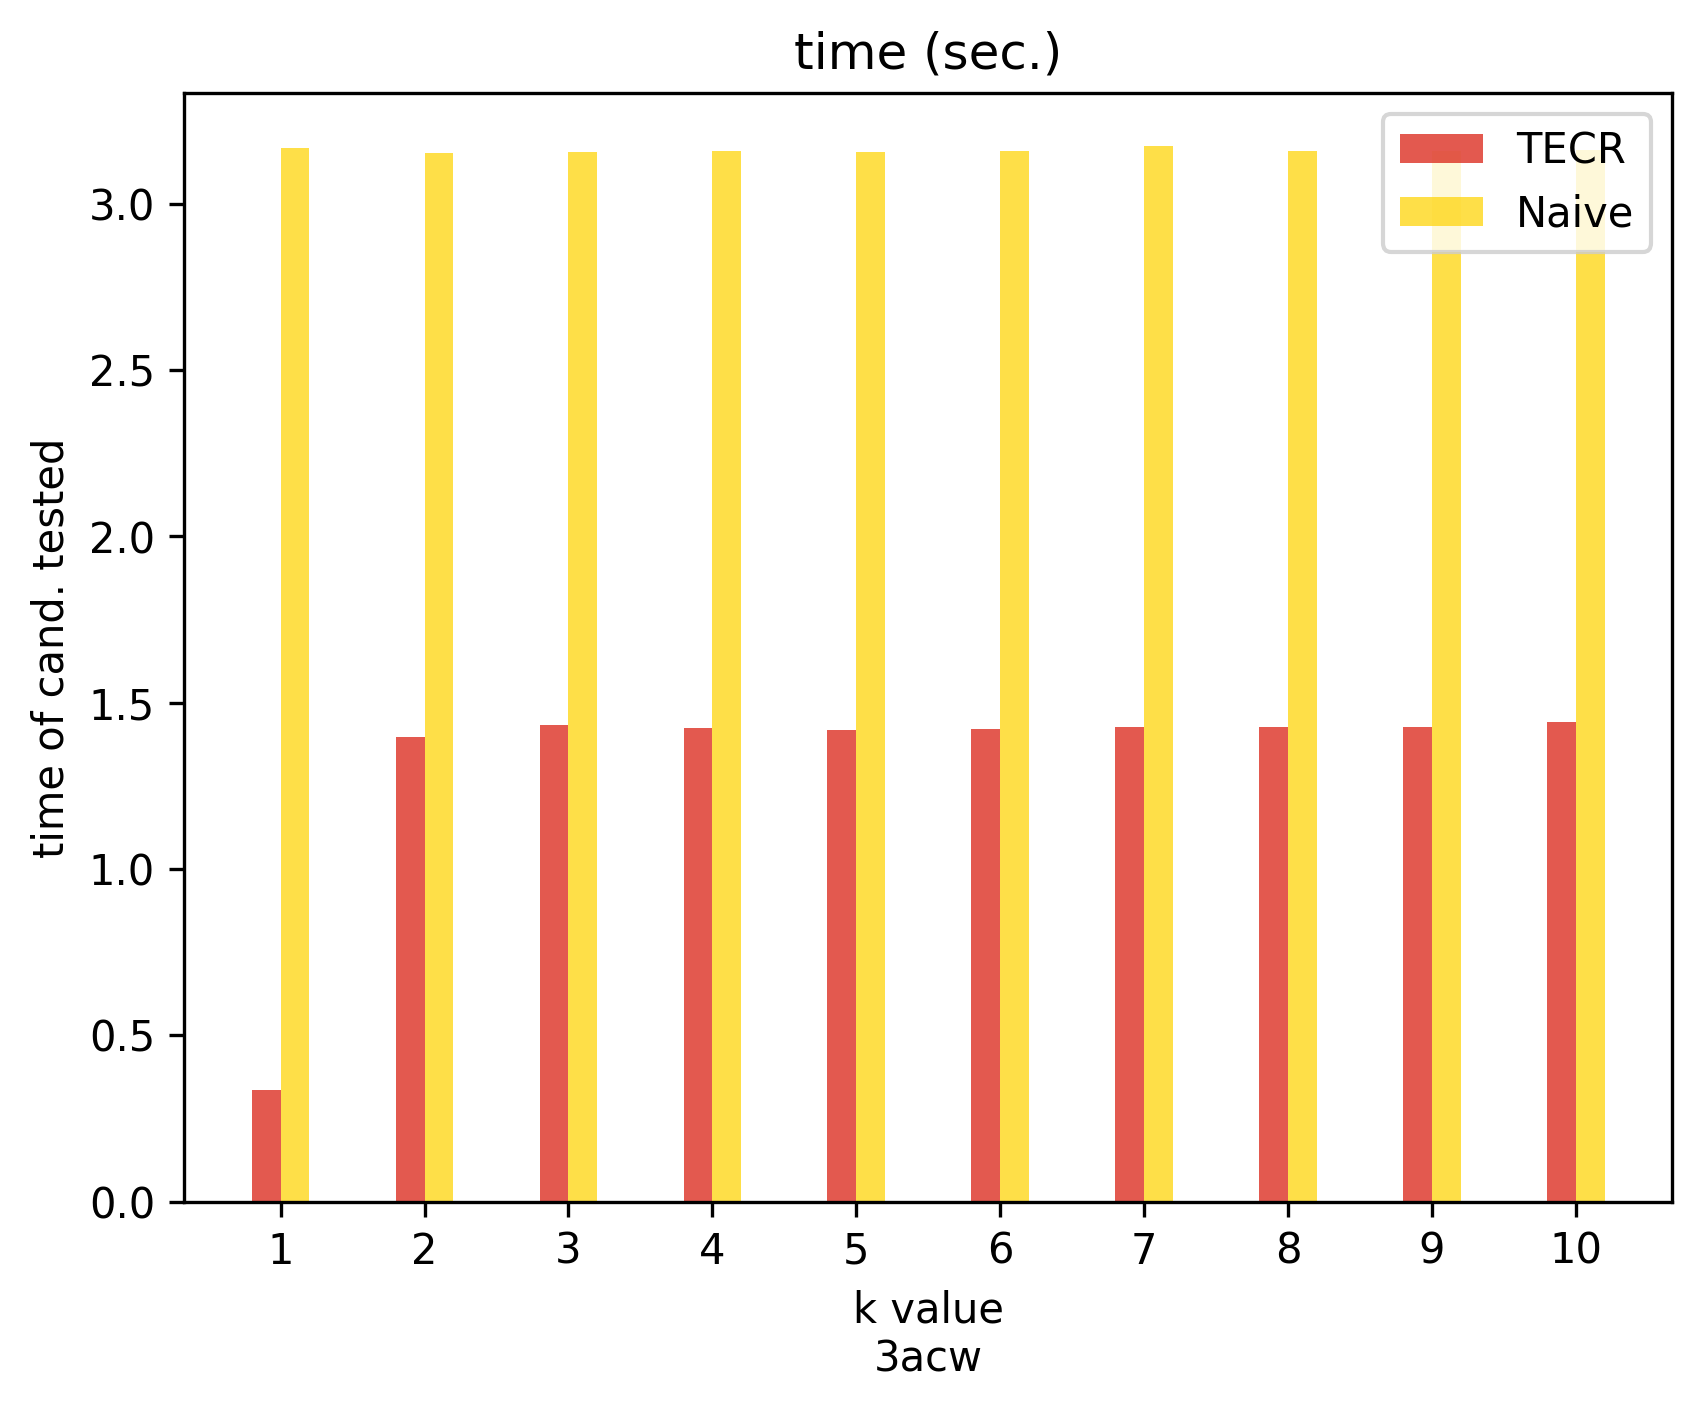 time (sec.)
TECR
Naive
time of cand. tested
3.0
2.5
2.0
1.5
1.0
0.5
0.0
1 2 3 4 5 6 7 8 9 10
k value
3acw